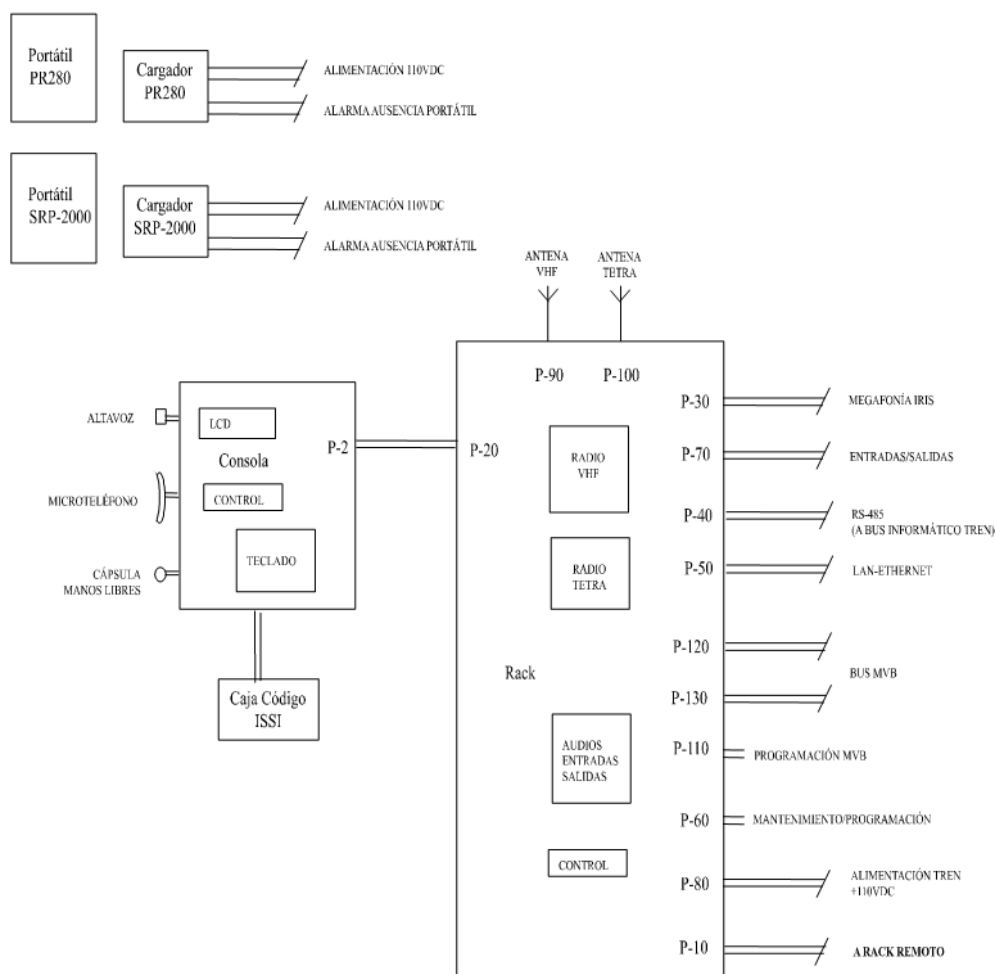 Portátil
PR280
Cargador
PR280
ALIMENTACIÓN 110VDC
ALARMA AUSENCIA PORTÁTIL
Portátil
SRP-2000
Cargador
SRP-2000
ALIMENTACIÓN 110VDC
ALARMA AUSENCIA PORTÁTIL
ANTENA
VHF
ANTENA
TETRA
P-90
P-100
ALTAVOZ
MICROTELÉFONO
CÁPSULA
MANOS LIBRES
LCD
Consola
CONTROL
TECLADO
P-2
P-20
Caja Código
ISSI
RADIO
VHF
RADIO
TETRA
Rack
AUDIOS
ENTRADAS
SALIDAS
CONTROL
P-30
MEGAFONÍA IRIS
P-70
ENTRADAS/SALIDAS
P-40
RS-485
(A BUS INFORMÁTICO TREN)
P-50
LAN-ETHERNET
P-120
BUS MVB
P-130
P-110
PROGRAMACIÓN MVB
P-60
MANTENIMIENTO/PROGRAMACIÓN
P-80
ALIMENTACIÓN TREN
+110VDC
P-10
A RACK REMOTO